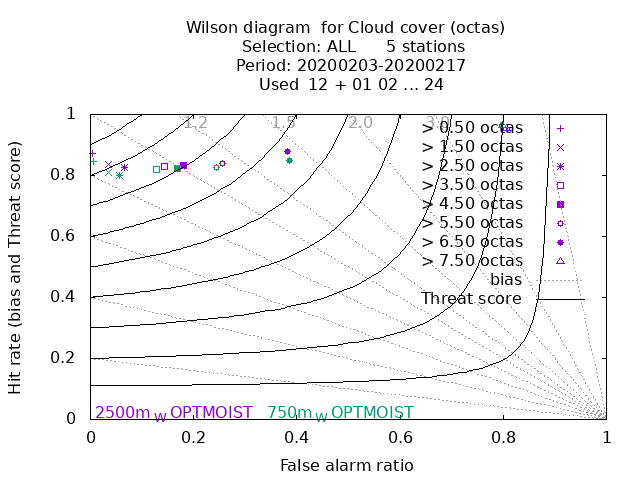 Wilson diagram  for Cloud cover (octas)
Selection: ALL      5 stations
Period: 20200203-20200217
Used  12 + 01 02 ... 24
1 1.2 1.5 2.0 3.0
> 0.50 octas
> 1.50 octas
> 2.50 octas
> 3.50 octas
> 4.50 octas
> 5.50 octas
> 6.50 octas
> 7.50 octas
bias
Threat score
0.8
0.6
0.4
0.2
0
Hit rate (bias and Threat score)
2500m W OPTMOIST 750m W OPTMOIST
0 0.2 0.4 0.6 0.8 1
False alarm ratio